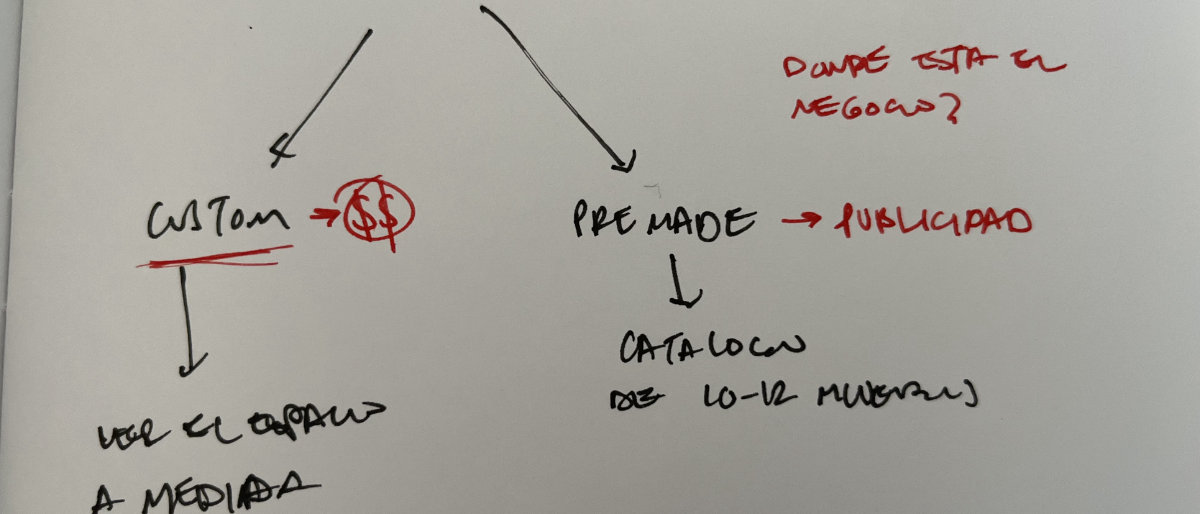 DONDE ESTA EL
NEGOCIO?
CUSTOM → $$
PREMADE → PUBLICIDAD
CATALOGO
DE 10-12 MUEBLES
VER EL ESPACIO
A MEDIDA